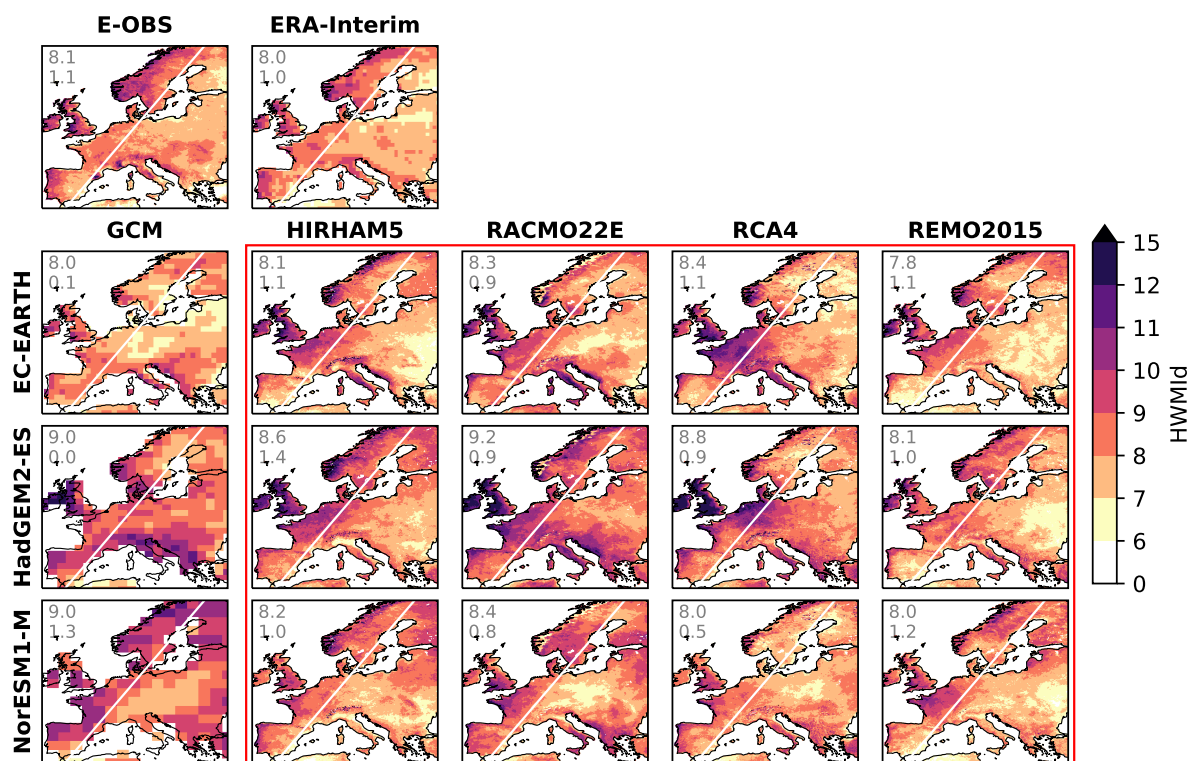 E-OBS ERA-Interim
8.1 8.0
1.1 1.0
GCM HIRHAM5 RACMO22E RCA4 REMO2015
EC-EARTH
8.0 8.1 8.3 8.4 7.8
0.1 1.1 0.9 1.1 1.1
HadGEM2-ES
9.0 8.6 9.2 8.8 8.1
0.0 1.4 0.9 0.9 1.0
NorESM1-M
9.0 8.2 8.4 8.0 8.0
1.3 1.0 0.8 0.5 1.2
15
12
11
10
9
8
7
6
0
HWMId